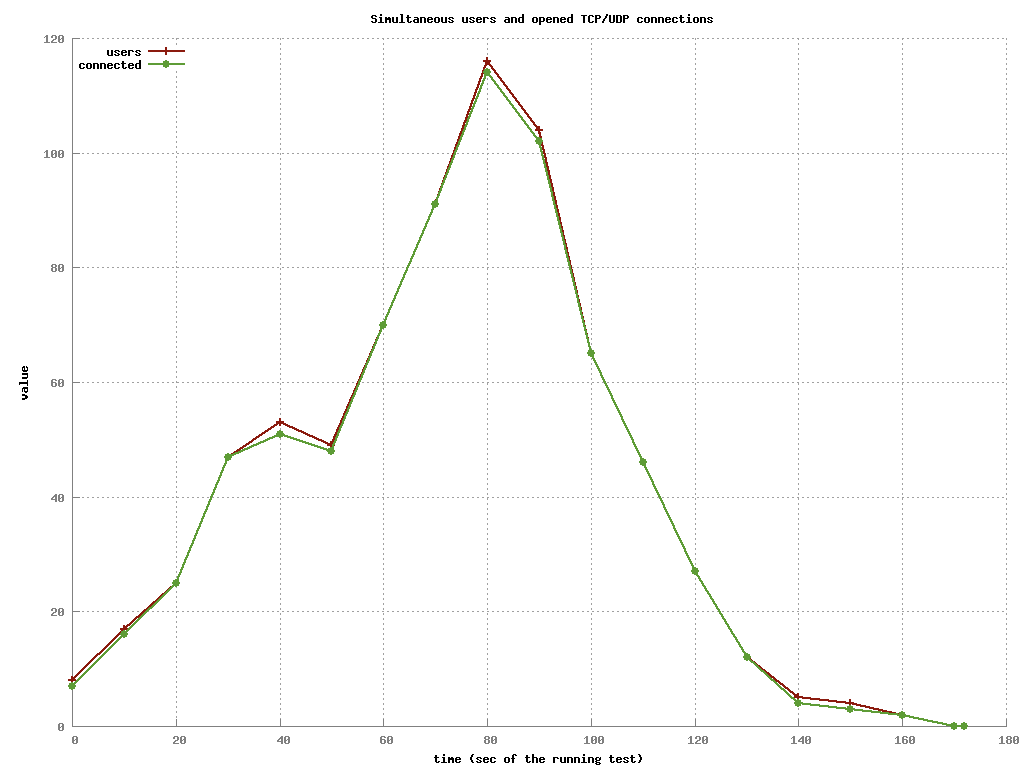 Simultaneous users and opened TCP/UDP connections
users
connected
120
100
80
60
40
20
0
value
0 20 40 60 80 100 120 140 160 180
time (sec of the running test)